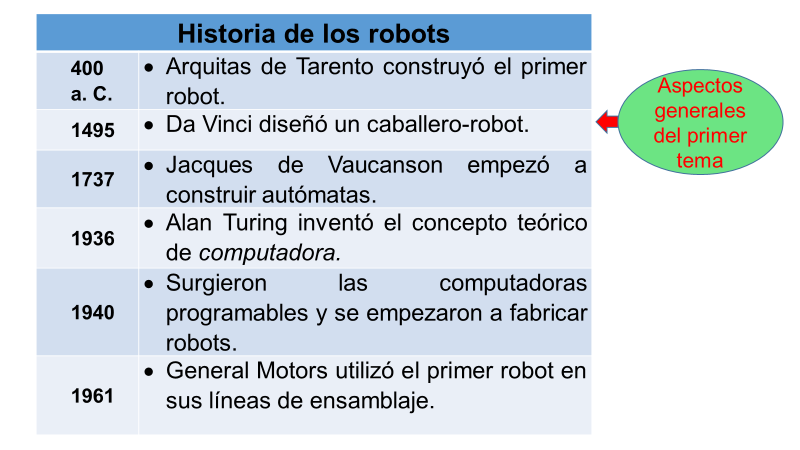 Historia de los robots
400
a. C.
• Arquitas de Tarento construyó el primer
robot.
1495
• Da Vinci diseñó un caballero-robot.
1737
• Jacques de Vaucanson empezó a
construir autómatas.
1936
• Alan Turing inventó el concepto teórico
de computadora.
1940
• Surgieron las computadoras
programables y se empezaron a fabricar
robots.
1961
• General Motors utilizó el primer robot en
sus líneas de ensamblaje.
Aspectos
generales
del primer
tema